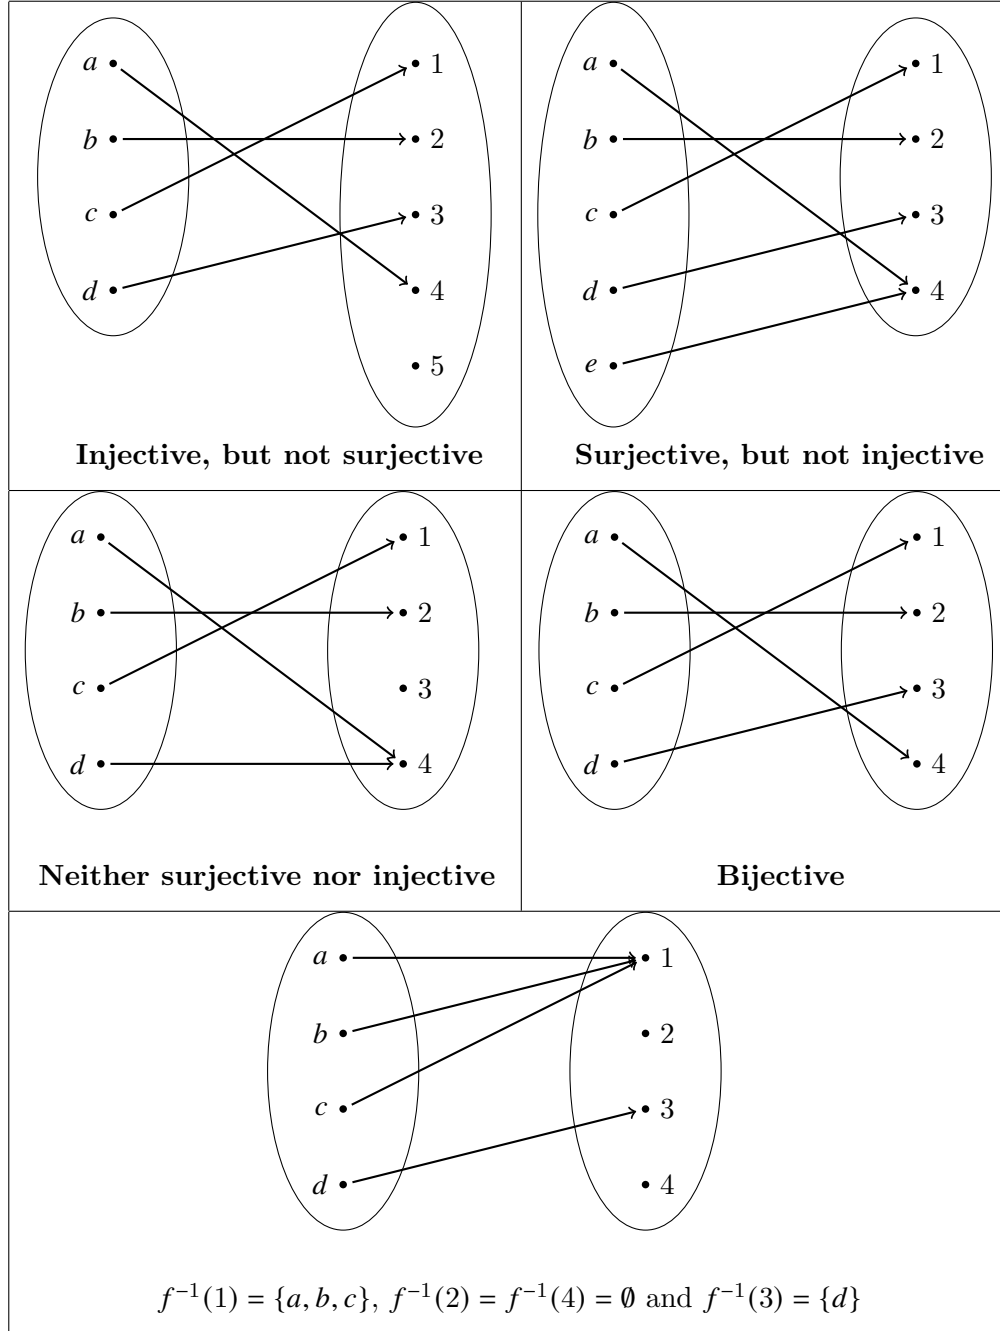 a 1 a 1
b 2 b 2
c 3 c 3
d 4 d 4
5 e
Injective, but not surjective Surjective, but not injective
a 1 a 1
b 2 b 2
c 3 c 3
d 4 d 4
Neither surjective nor injective Bijective
a 1
b 2
c 3
d 4
f⁻¹(1) = {a, b, c}, f⁻¹(2) = f⁻¹(4) = ∅ and f⁻¹(3) = {d}